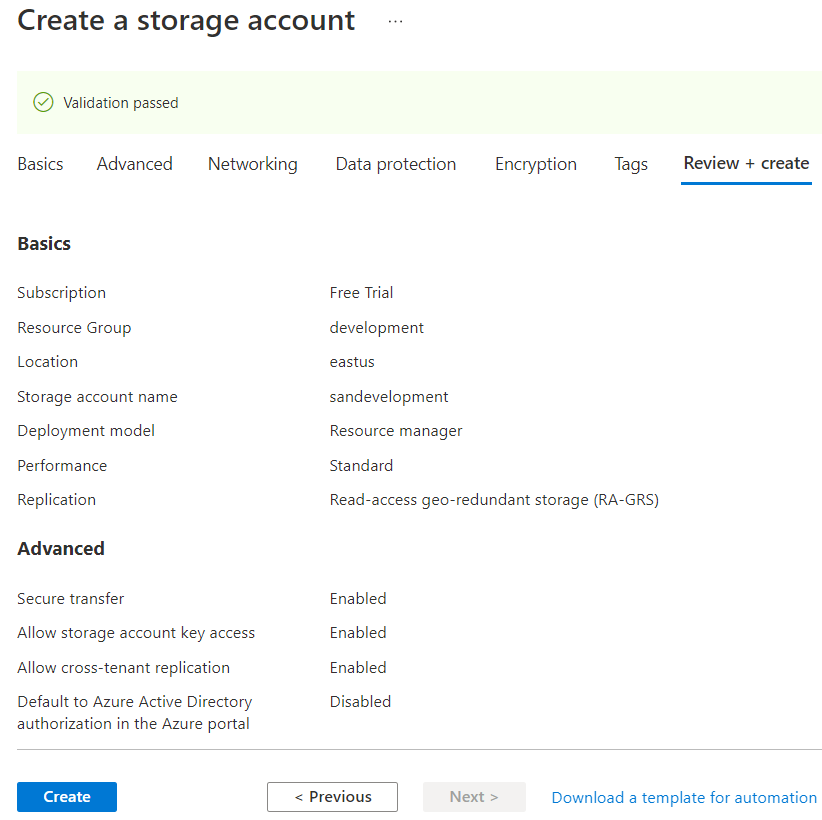 Create a storage account ...
Validation passed
Basics Advanced Networking Data protection Encryption Tags Review + create
Basics
Subscription Free Trial
Resource Group development
Location eastus
Storage account name sandevelopment
Deployment model Resource manager
Performance Standard
Replication Read-access geo-redundant storage (RA-GRS)
Advanced
Secure transfer Enabled
Allow storage account key access Enabled
Allow cross-tenant replication Enabled
Default to Azure Active Directory Disabled
authorization in the Azure portal
Create < Previous Next > Download a template for automation